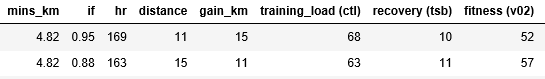 mins_km if hr distance gain_km training_load (ctl) recovery (tsb) fitness (v02)
4.82 0.95 169 11 15 68 10 52
4.82 0.88 163 15 11 63 11 57